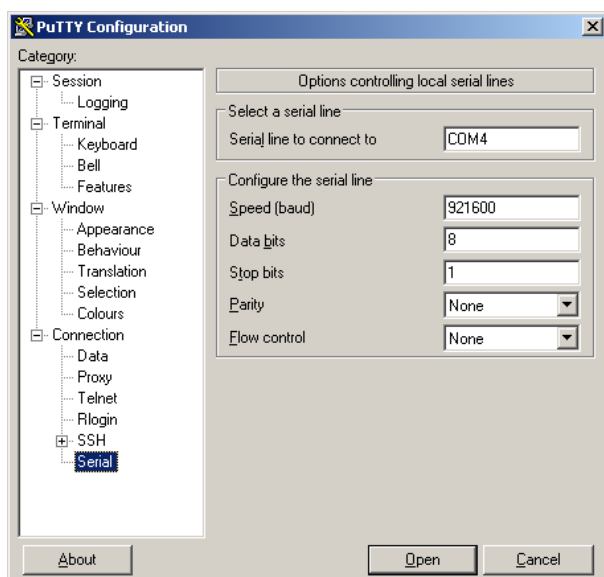 PuTTY Configuration
Category:
Session
Logging
Terminal
Keyboard
Bell
Features
Window
Appearance
Behaviour
Translation
Selection
Colours
Connection
Data
Proxy
Telnet
Rlogin
SSH
Serial
Options controlling local serial lines
Select a serial line
Serial line to connect to COM4
Configure the serial line
Speed (baud) 921600
Data bits 8
Stop bits 1
Parity None
Flow control None
About Open Cancel